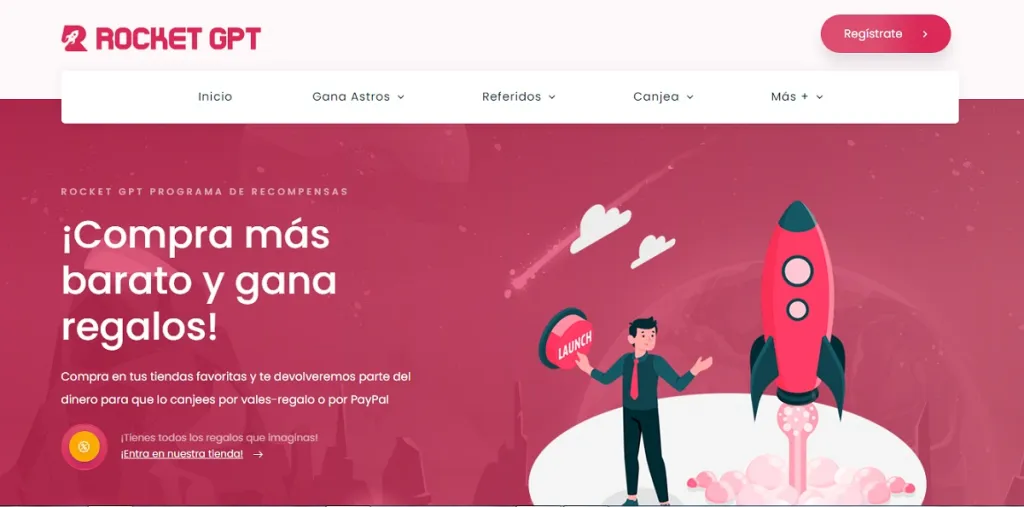 ROCKET GPT
Regístrate
Inicio
Gana Astros
Referidos
Canjea
Más +
ROCKET GPT PROGRAMA DE RECOMPENSAS
¡Compra más
barato y gana
regalos!
Compra en tus tiendas favoritas y te devolveremos parte del
dinero para que lo canjees por vales-regalo o por PayPal
¡Tienes todos los regalos que imaginas!
¡Entra en nuestra tienda!
LAUNCH